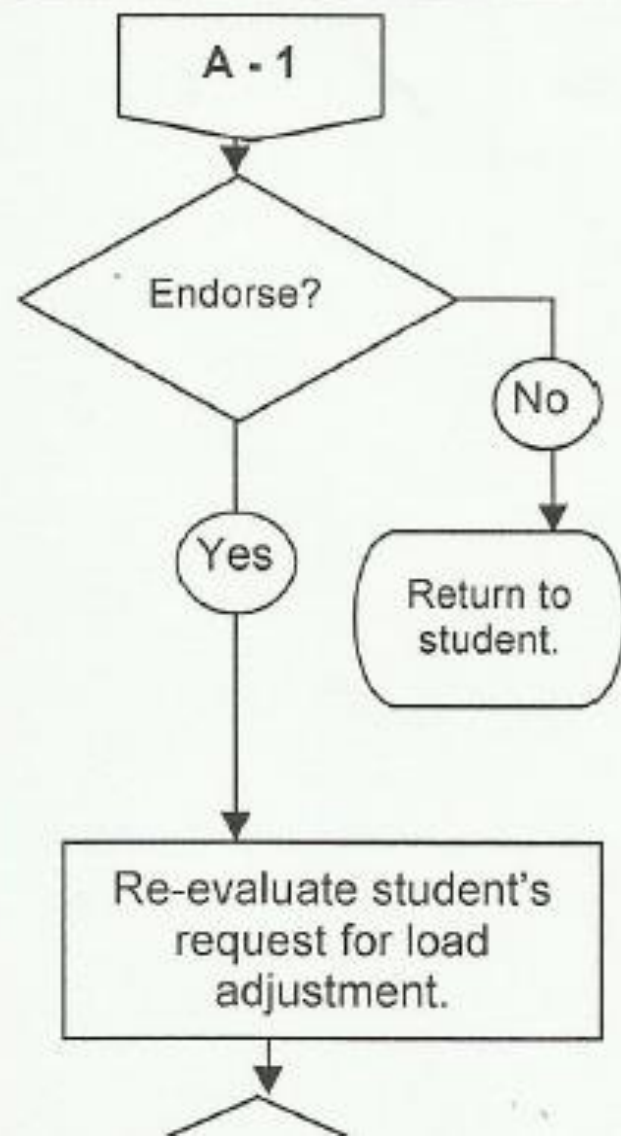 A - 1
Endorse?
No
Yes
Return to
student.
Re-evaluate student's
request for load
adjustment.